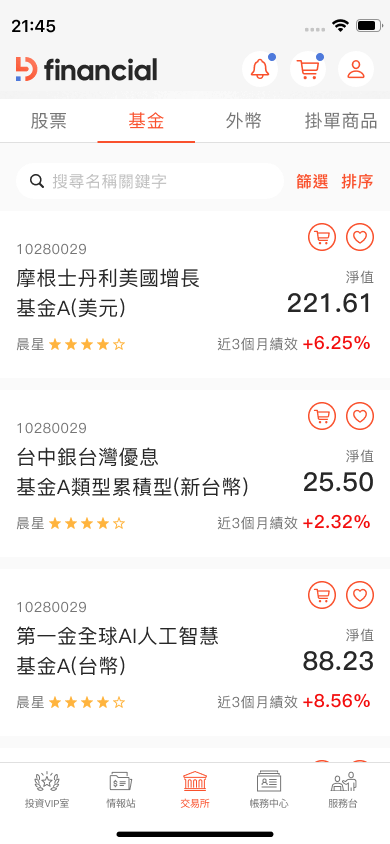 21:45
financial
股票 基金 外幣 掛單商品
搜尋名稱關鍵字 篩選 排序
10280029
摩根士丹利美國增長
基金A(美元)
淨值
221.61
晨星 近3個月績效 +6.25%
10280029
台中銀台灣優息
基金A類型累積型(新台幣)
淨值
25.50
晨星 近3個月績效 +2.32%
10280029
第一金全球AI人工智慧
基金A(台幣)
淨值
88.23
晨星 近3個月績效 +8.56%
投資VIP室 情報站 交易所 帳務中心 服務台